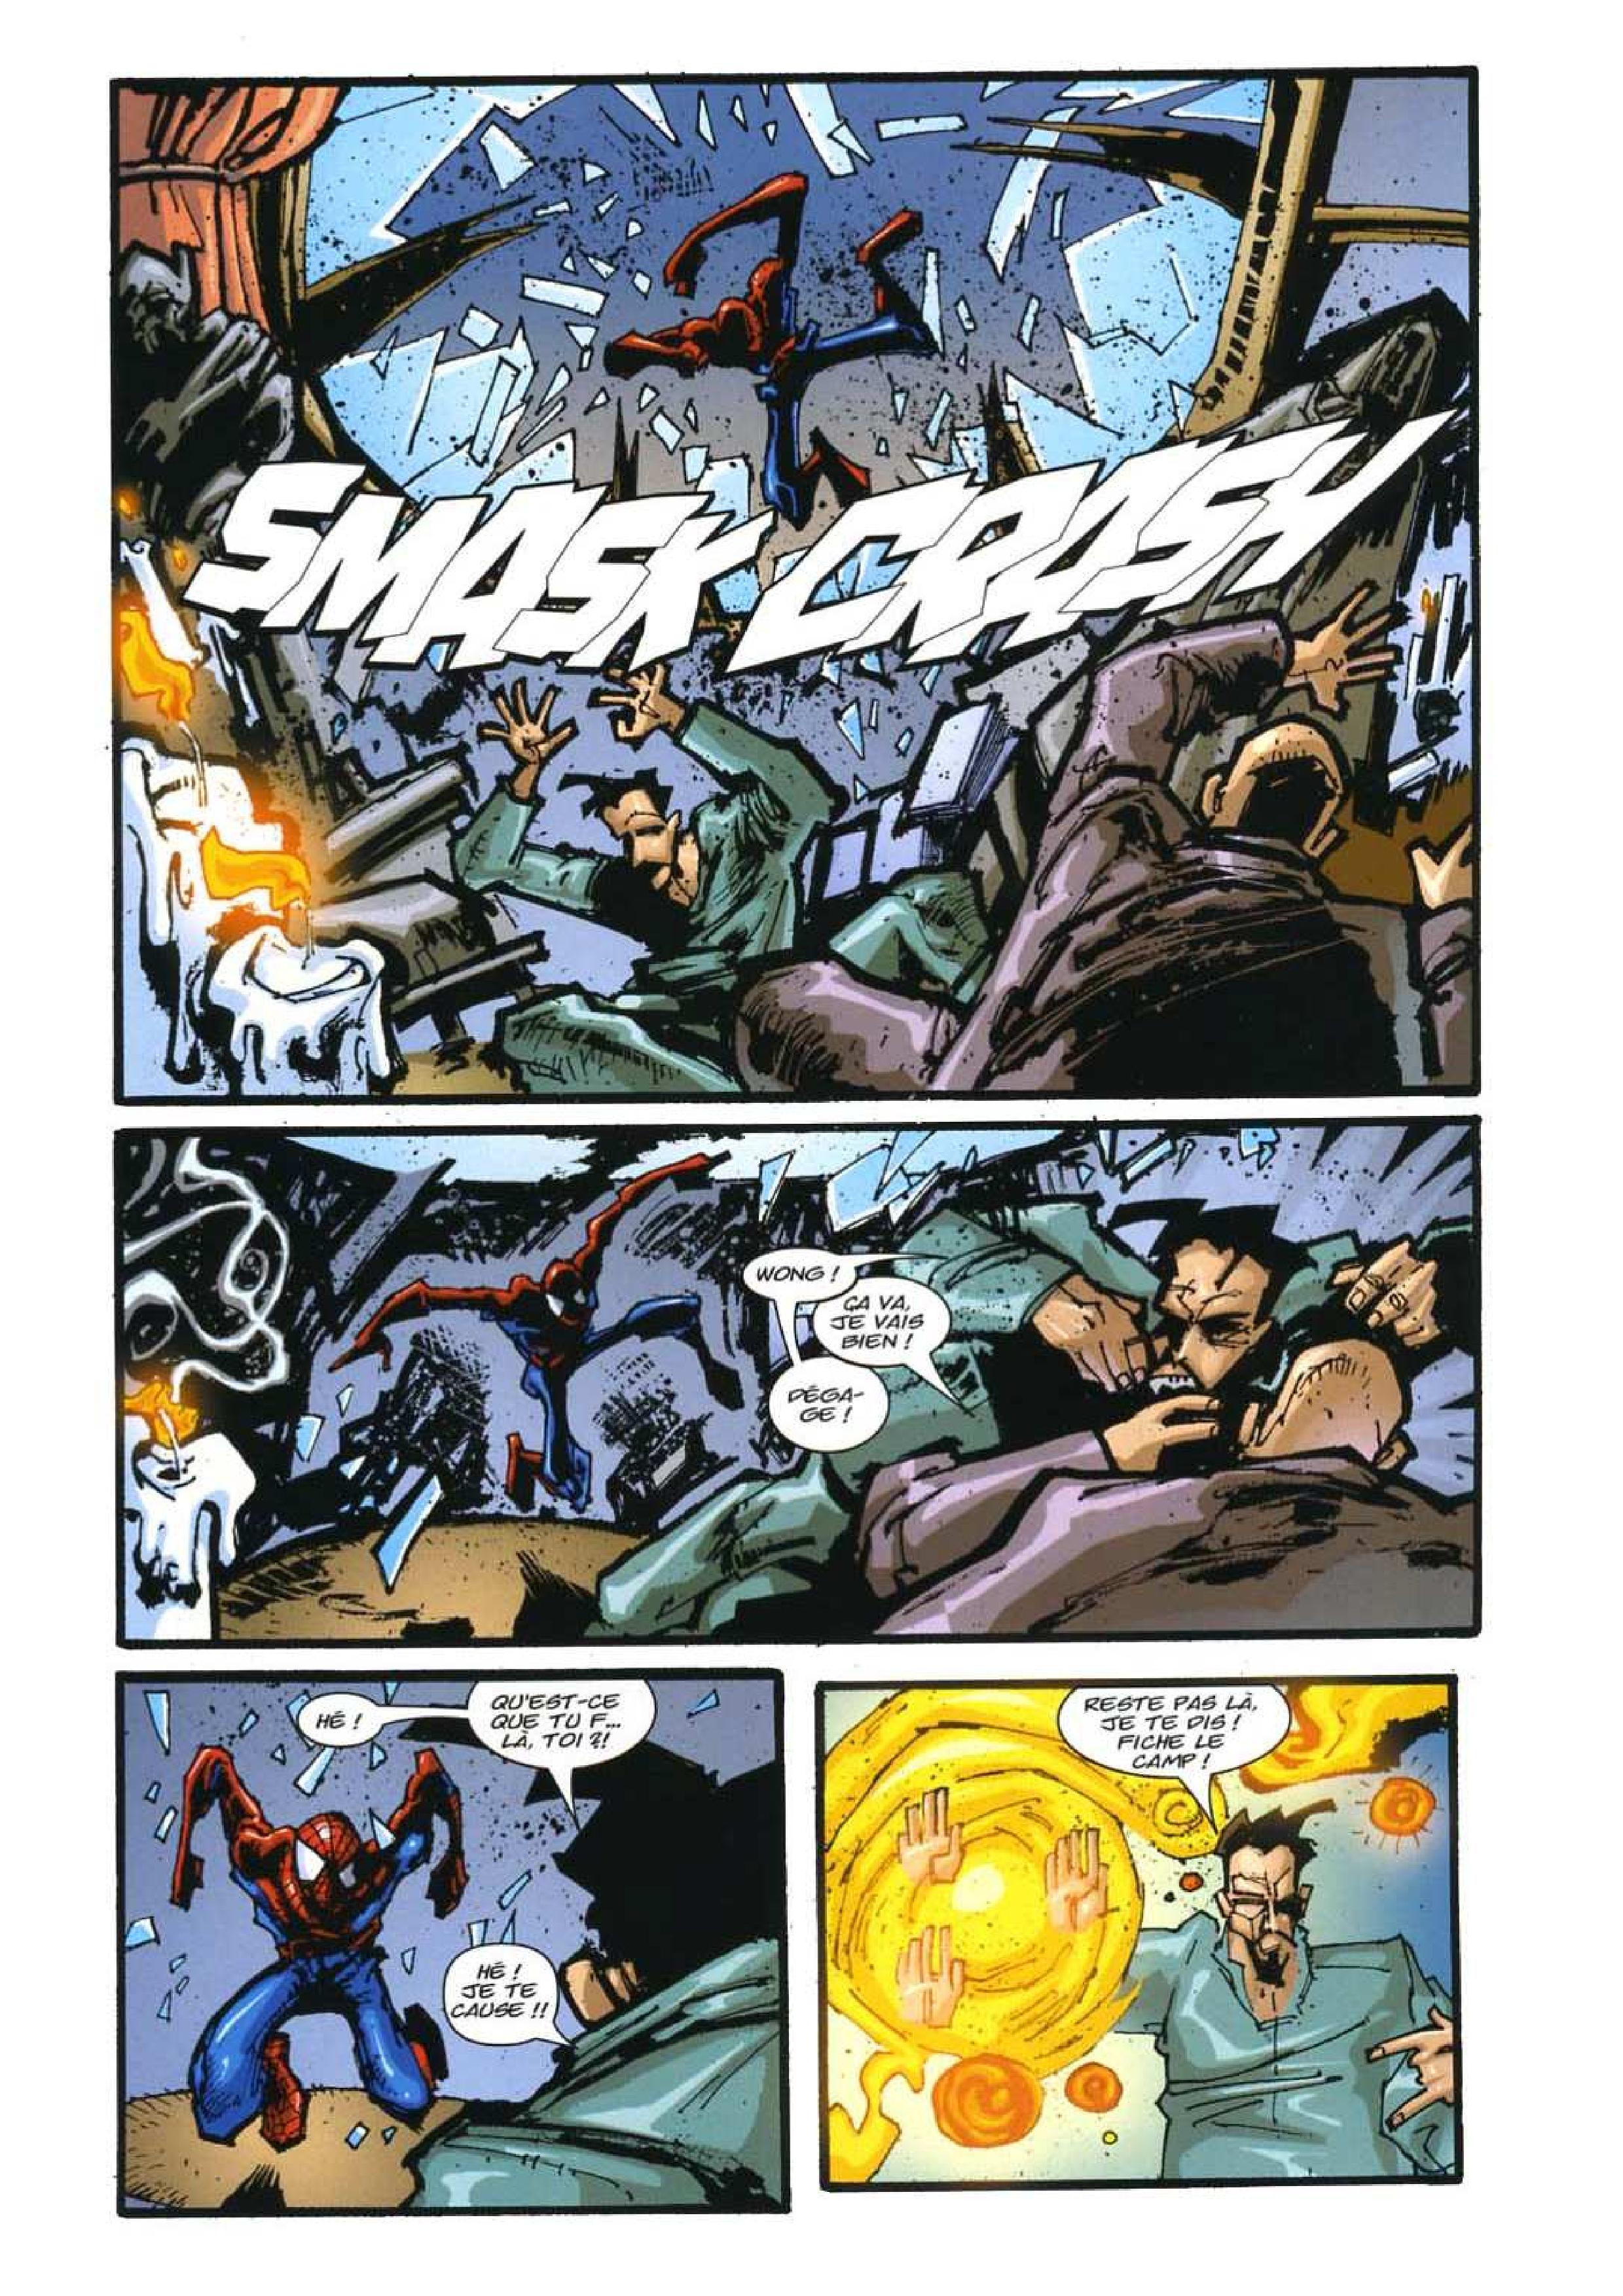 SMASH CRASH
WONG !
ÇA VA,
JE VAIS
BIEN !
DÉGA-
GE !
HÉ !
QU'EST-CE
QUE TU F...
LÀ, TOI ?!
HÉ !
JE TE
CAUSE !!
RESTE PAS LÀ,
JE TE DIS !
FICHE LE
CAMP !